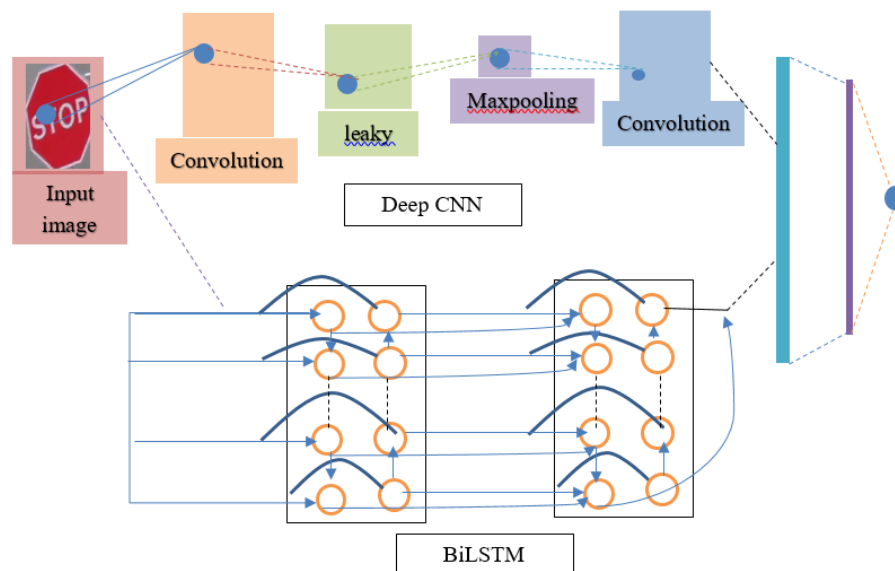 STOP
Input
image
Convolution
leaky
Maxpooling
Convolution
Deep CNN
BiLSTM